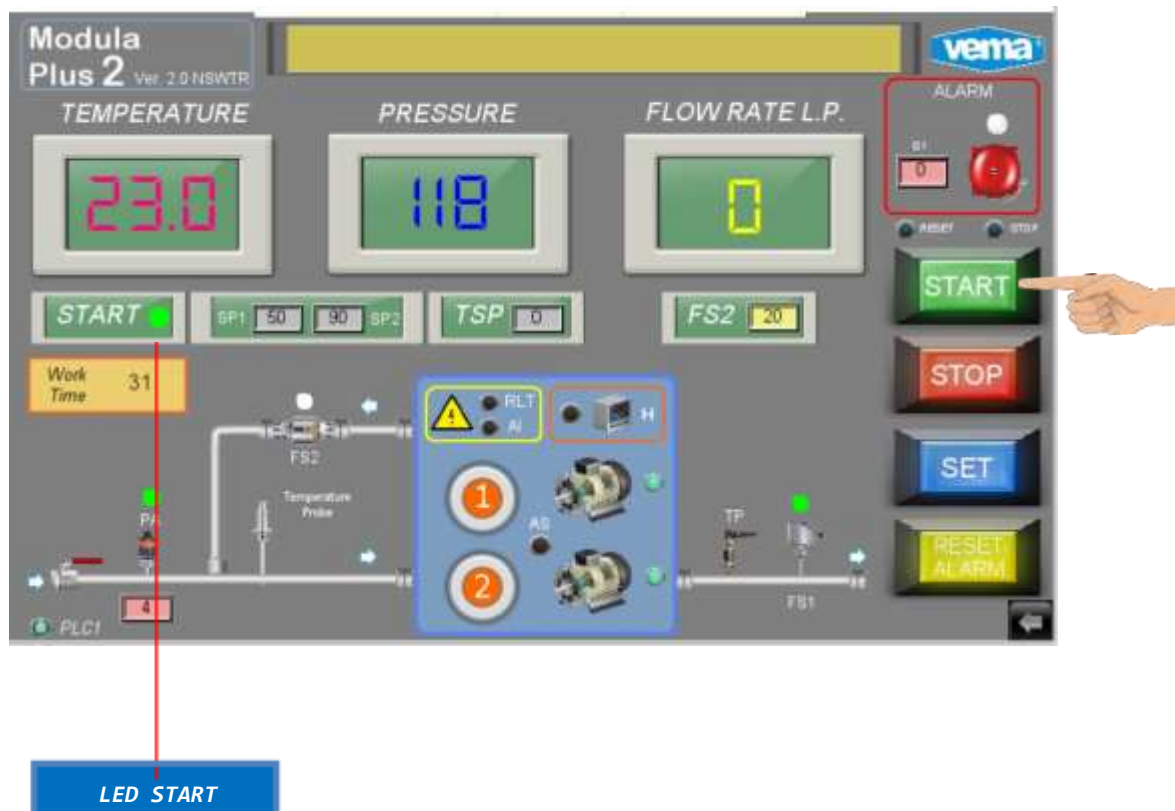 Modula
Plus 2 Ver. 2.0 NSWTR
vema
TEMPERATURE
PRESSURE
FLOW RATE L.P.
ALARM
23.0
118
0
0
RESET STOP
START
START
SP1 50 90 SP2
TSP 0
FS2 20
Work
Time
31
STOP
RLT
AI
H
FS2
SET
1
Temperature
Probe
PA
AS
TP
2
RESET
ALARM
4
FS1
PLC1
LED START